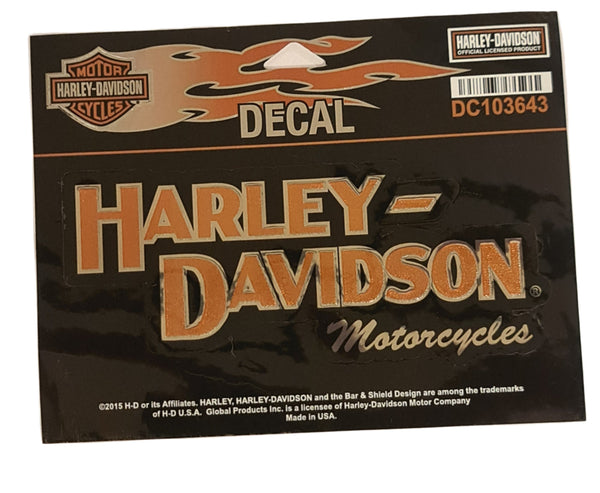 MOTOR
HARLEY-DAVIDSON
CYCLES
HARLEY-DAVIDSON
OFFICIAL LICENSED PRODUCT
DECAL
DC103643
HARLEY-
DAVIDSON®
Motorcycles
©2015 H-D or its Affiliates. HARLEY, HARLEY-DAVIDSON and the Bar & Shield Design are among the trademarks
of H-D U.S.A. Global Products Inc. is a licensee of Harley-Davidson Motor Company
Made in USA.